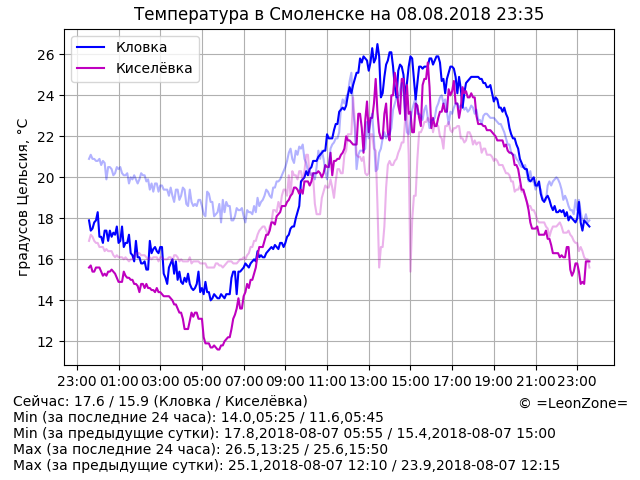 Температура в Смоленске на 08.08.2018 23:35
Кловка
Киселёвка
градусов Цельсия, °C
26
24
22
20
18
16
14
12
23:00 01:00 03:00 05:00 07:00 09:00 11:00 13:00 15:00 17:00 19:00 21:00 23:00
Сейчас: 17.6 / 15.9 (Кловка / Киселёвка)
© =LeonZone=
Min (за последние 24 часа): 14.0,05:25 / 11.6,05:45
Min (за предыдущие сутки): 17.8,2018-08-07 05:55 / 15.4,2018-08-07 15:00
Max (за последние 24 часа): 26.5,13:25 / 25.6,15:50
Max (за предыдущие сутки): 25.1,2018-08-07 12:10 / 23.9,2018-08-07 12:15